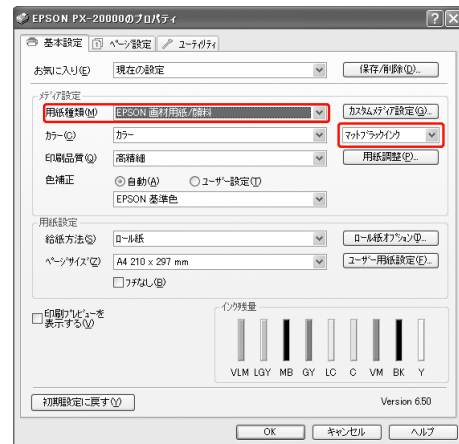 EPSON PX-20000のプロパティ
基本設定 ページ設定 ユーティリティ
お気に入り(F) 現在の設定 保存/削除(D)...
メディア設定
用紙種類(M) EPSON 画材用紙/顔料 カスタムメディア設定(G)...
カラー(C) カラー マットブラックインク
印刷品質(Q) 高精細 用紙調整(P)...
色補正 自動(A) ユーザー設定(T)
EPSON 基準色
用紙設定
給紙方法(S) ロール紙 ロール紙オプション(I)...
ページサイズ(Z) A4 210 x 297 mm ユーザー用紙設定(E)...
フチなし(B)
印刷プレビューを
表示する(V)
インク残量
VLM LGY MB GY LC C VM BK Y
初期設定に戻す(Y) Version 6.50
OK キャンセル ヘルプ